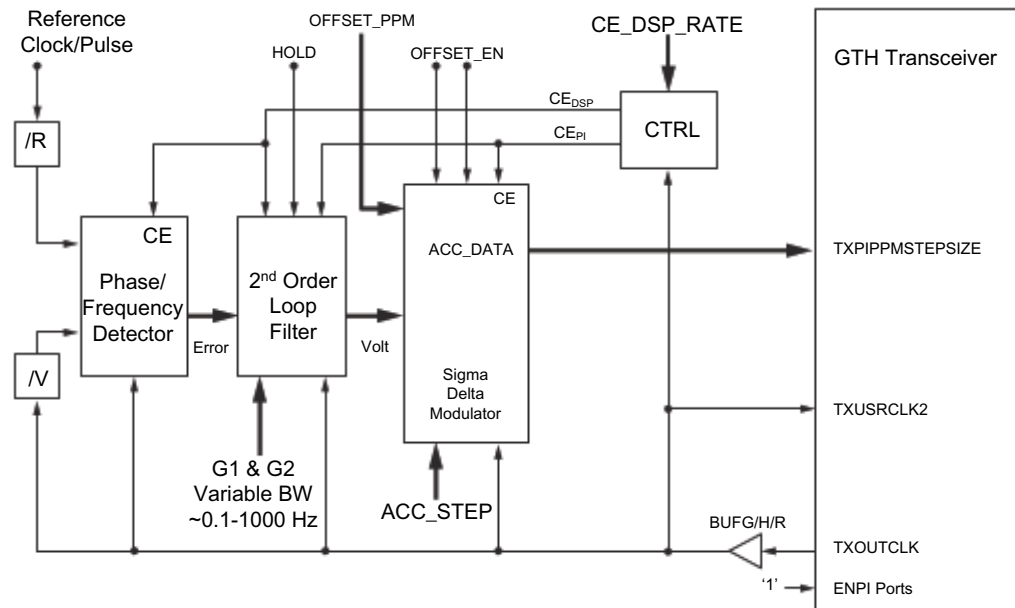 Reference
Clock/Pulse
OFFSET_PPM
HOLD
OFFSET_EN
CE_DSP_RATE
GTH Transceiver
CEDSP
CEPI
CTRL
/R
CE
Phase/
Frequency
Detector
Error
2nd Order
Loop
Filter
Volt
CE
ACC_DATA
Sigma
Delta
Modulator
TXPIPPMSTEPSIZE
/V
TXUSRCLK2
G1 & G2
Variable BW
~0.1-1000 Hz
ACC_STEP
BUFG/H/R
TXOUTCLK
'1'
ENPI Ports